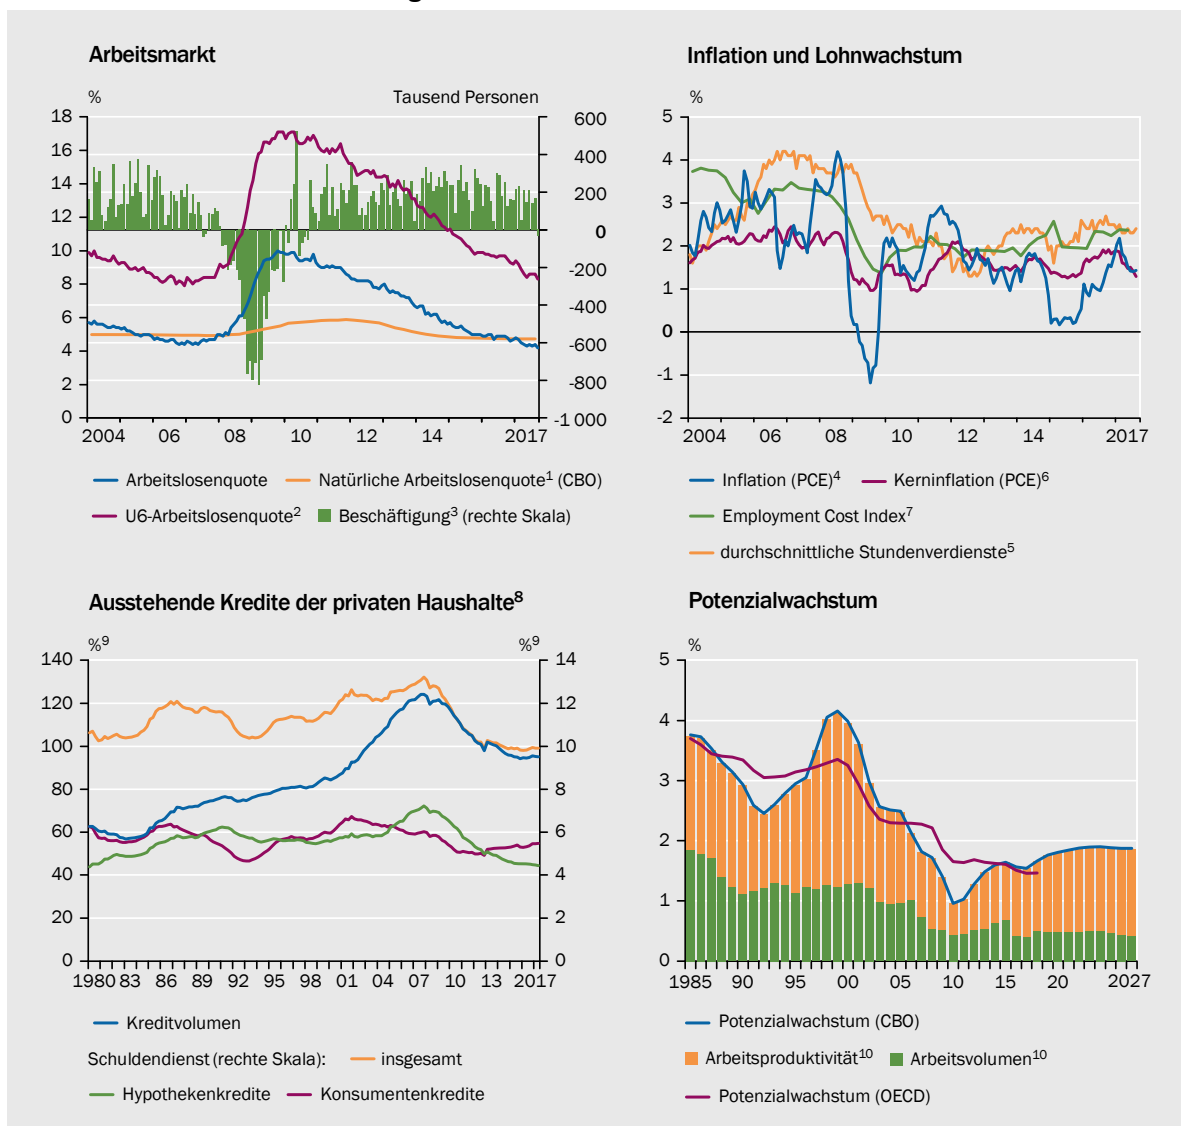 Arbeitsmarkt
% Tausend Personen
18
16
14
12
10
8
6
4
2
0
600
400
200
0
-200
-400
-600
-800
-1 000
2004 06 08 10 12 14 2017
Arbeitslosenquote Natürliche Arbeitslosenquote¹ (CBO)
U6-Arbeitslosenquote² Beschäftigung³ (rechte Skala)
Inflation und Lohnwachstum
%
5
4
3
2
1
0
-1
-2
2004 06 08 10 12 14 2017
Inflation (PCE)⁴ Kerninflation (PCE)⁶
Employment Cost Index⁷
durchschnittliche Stundenverdienste⁵
Ausstehende Kredite der privaten Haushalte⁸
%⁹ %⁹
140
120
100
80
60
40
20
0
14
12
10
8
6
4
2
0
1980 83 86 89 92 95 98 01 04 07 10 13 2017
Kreditvolumen
Schuldendienst (rechte Skala): insgesamt
Hypothekenkredite Konsumentenkredite
Potenzialwachstum
%
5
4
3
2
1
0
1985 90 95 00 05 10 15 20 2027
Potenzialwachstum (CBO)
Arbeitsproduktivität¹⁰ Arbeitsvolumen¹⁰
Potenzialwachstum (OECD)